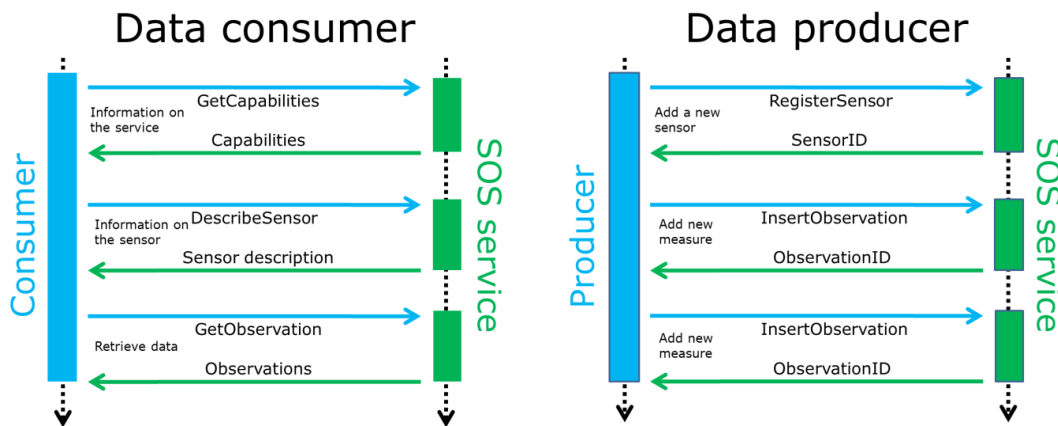 Data consumer
GetCapabilities
Information on
the service
Capabilities
DescribeSensor
Information on
the sensor
Sensor description
GetObservation
Retrieve data
Observations
Consumer
SOS service
Data producer
RegisterSensor
Add a new
sensor
SensorID
InsertObservation
Add new
measure
ObservationID
InsertObservation
Add new
measure
ObservationID
Producer
SOS service